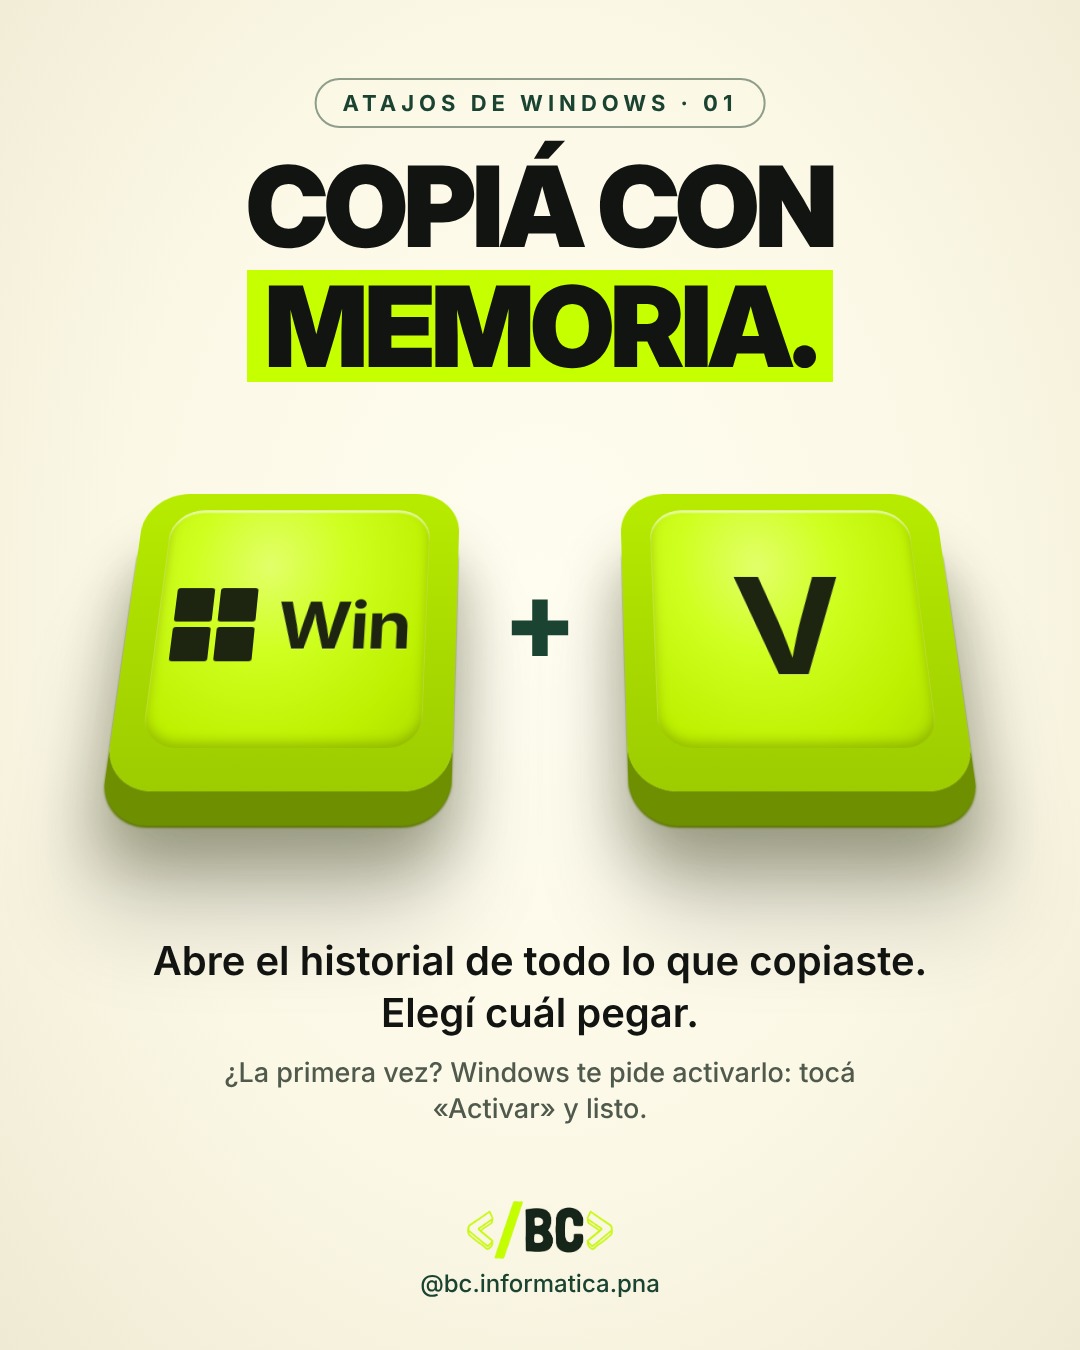 ATAJOS DE WINDOWS · 01
COPIÁ CON
MEMORIA.
Win
+
V
Abre el historial de todo lo que copiaste.
Elegí cuál pegar.
¿La primera vez? Windows te pide activarlo: tocá
«Activar» y listo.
</BC>
@bc.informatica.pna